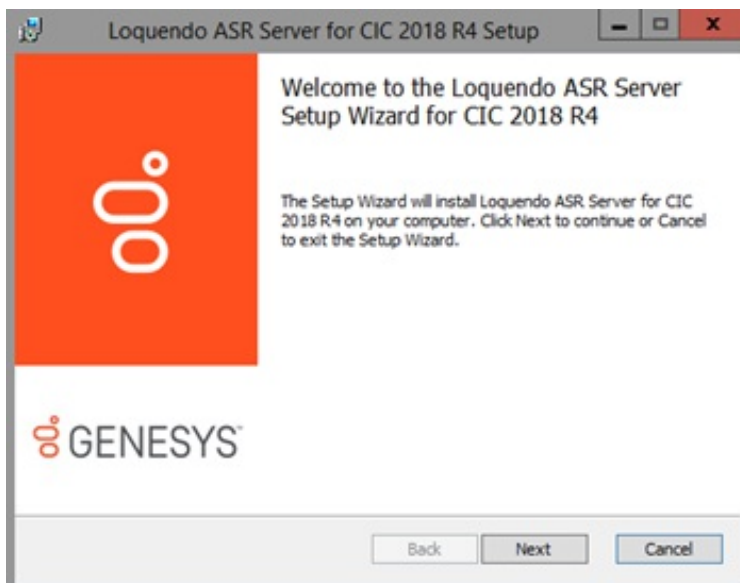 Loquendo ASR Server for CIC 2018 R4 Setup
Welcome to the Loquendo ASR Server
Setup Wizard for CIC 2018 R4
The Setup Wizard will install Loquendo ASR Server for CIC
2018 R4 on your computer. Click Next to continue or Cancel
to exit the Setup Wizard.
GENESYS
Back Next Cancel